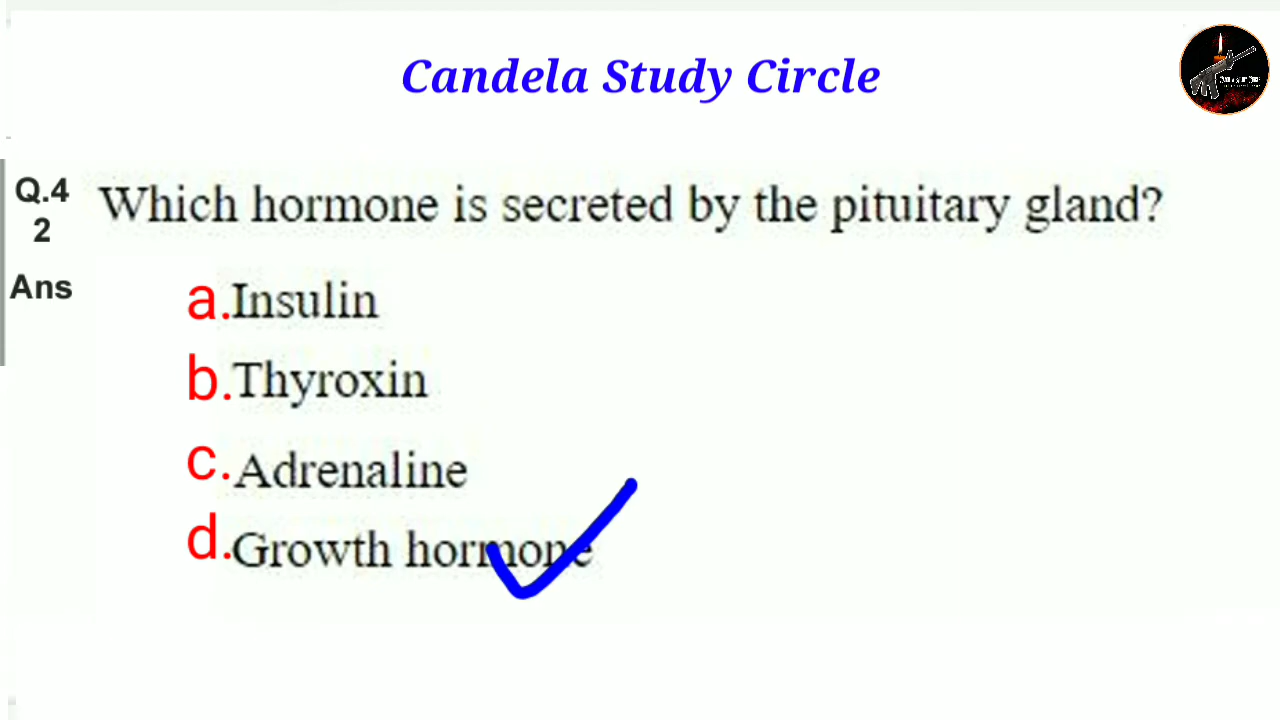 Candela Study Circle
Q.4
2
Which hormone is secreted by the pituitary gland?
Ans
a.Insulin
b.Thyroxin
c.Adrenaline
d.Growth hormone